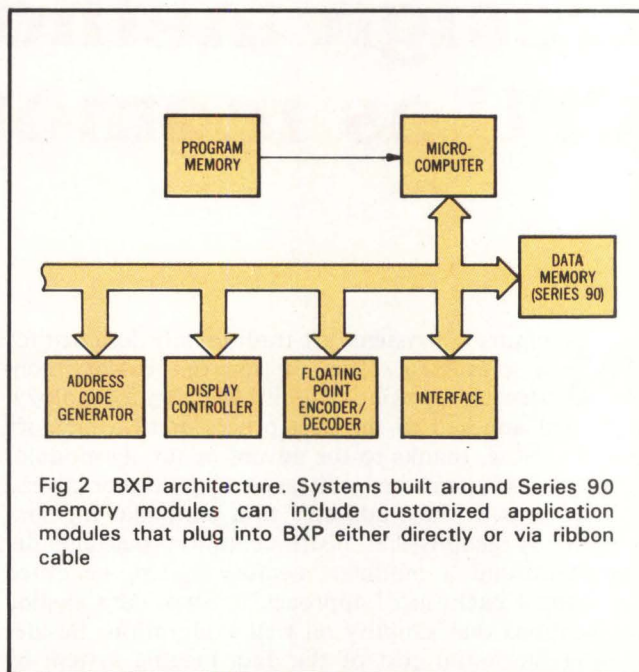 PROGRAM
MEMORY
MICRO-
COMPUTER
DATA
MEMORY
(SERIES 90)
ADDRESS
CODE
GENERATOR
DISPLAY
CONTROLLER
FLOATING
POINT
ENCODER/
DECODER
INTERFACE
Fig 2 BXP architecture. Systems built around Series 90
memory modules can include customized application
modules that plug into BXP either directly or via ribbon
cable